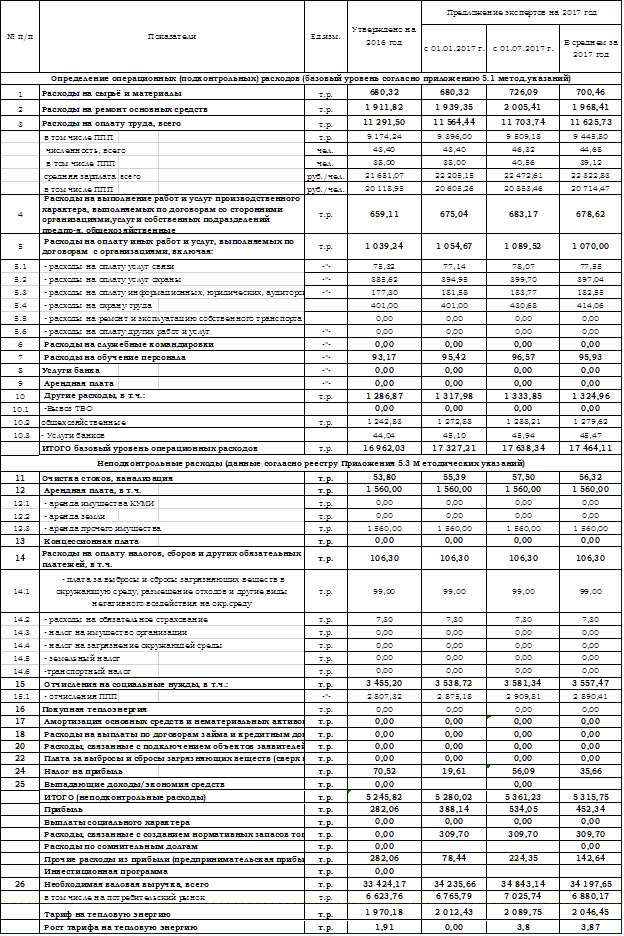 № п/п Показатели Ед.изм. Утверждено на 2016 год Предложение экспертов на 2017 год
с 01.01.2017 г. с 01.07.2017 г. В среднем за 2017 год
Определение операционных (подконтрольных) расходов (базовый уровень согласно приложению 5.1 метод.указаний)
1 Расходы на сырьё и материалы т.р. 680,32 680,32 726,09 700,46
2 Расходы на ремонт основных средств т.р. 1 911,82 1 939,35 2 005,41 1 968,41
3 Расходы на оплату труда, всего т.р. 11 291,50 11 564,44 11 703,74 11 625,73
в том числе ППП т.р. 9 174,24 9 396,00 9 509,18 9 445,80
численность, всего чел. 43,40 43,40 46,32 44,68
в том числе ППП чел. 38,00 38,00 40,56 39,12
средняя зарплата всего руб./чел. 21 681,07 22 205,15 22 472,61 22 322,83
в том числе ППП руб./чел. 20 118,95 20 605,26 20 853,46 20 714,47
4 Расходы на выполнение работ и услуг производственного
характера, выполняемых по договорам со сторонними
организациями,услуги собственных подразделений
предпр-я, общехозяйственные т.р. 659,11 675,04 683,17 678,62
5 Расходы на оплату иных работ и услуг, выполняемых по
договорам с организациями, включая: т.р. 1 039,24 1 054,67 1 089,52 1 070,00
5.1 - расходы на оплату услуг связи -"- 75,32 77,14 78,07 77,55
5.2 - расходы на оплату услуг охраны -"- 385,62 394,95 399,70 397,04
5.3 - расходы на оплату информационных, юридических, аудиторск -"- 177,30 181,58 183,77 182,55
5.4 - расходы на охрану труда -"- 401,00 401,00 430,68 414,06
5.5 - расходы на ремонт и эксплуатацию собственного транспорта -"- 0,00 0,00 0,00 0,00
5.6 - расходы на оплату других работ и услуг -"- 0,00 0,00 0,00 0,00
6 Расходы на служебные командировки -"- 0,00 0,00 0,00 0,00
7 Расходы на обучение персонала -"- 93,17 95,42 96,57 95,93
8 Услуги банка -"- 0,00 0,00 0,00 0,00
9 Арендная плата -"- 0,00 0,00 0,00 0,00
10 Другие расходы, в т.ч.: т.р. 1 286,87 1 317,98 1 333,85 1 324,96
10.1 -Вывоз ТБО 0,00 0,00 0,00 0,00
10.2 общехозяйственные т.р. 1 242,83 1 272,88 1 288,21 1 279,62
10.3 - Услуги банков 44,04 45,10 45,94 45,47
ИТОГО базовый уровень операционных расходов т.р. 16 962,03 17 327,21 17 638,34 17 464,11
Неподконтрольные расходы (данные согласно реестру Приложения 5.3 Методических указаний)
11 Очистка стоков, канализация т.р. 53,80 55,39 57,50 56,32
12 Арендная плата, в т.ч. т.р. 1 560,00 1 560,00 1 560,00 1 560,00
12.1 - аренда имущества КУМИ т.р. 0,00 0,00 0,00 0,00
12.2 - аренда земли т.р. 0,00 0,00 0,00 0,00
12.3 - аренда прочего имущества т.р. 1 560,00 1 560,00 1 560,00 1 560,00
13 Концессионная плата т.р. 0,00 0,00 0,00 0,00
14 Расходы на оплату налогов, сборов и других обязательных
платежей, в т.ч. т.р. 106,30 106,30 106,30 106,30
14.1 - плата за выбросы и сбросы загрязняющих веществ в
окружающую среду, размещение отходов и другие виды
негативного воздействия на окр.среду т.р. 99,00 99,00 99,00 99,00
14.2 - расходы на обязательное страхование т.р. 7,30 7,30 7,30 7,30
14.3 - налог на имущество организации т.р. 0,00 0,00 0,00 0,00
14.4 - налог на загрязнение окружающей среды т.р. 0,00 0,00 0,00 0,00
14.5 - земельный налог т.р. 0,00 0,00 0,00 0,00
14.6 -транспортный налог т.р. 0,00 0,00 0,00 0,00
15 Отчисления на социальные нужды, в т.ч.: т.р. 3 455,20 3 538,72 3 581,34 3 557,47
15.1 - отчисления ППП т.р. 2 807,32 2 875,18 2 909,81 2 890,41
16 Покупная теплоэнергия т.р. 0,00 0,00 0,00 0,00
17 Амортизация основных средств и нематериальных активо т.р. 0,00 0,00 0,00 0,00
18 Расходы на выплаты по договорам займа и кредитным до т.р. 0,00 0,00 0,00 0,00
20 Расходы, связанные с подключением объектов заявителе т.р. 0,00 0,00 0,00 0,00
22 Плата за выбросы и сбросы загрязняющих веществ (сверх т.р. 0,00 0,00 0,00 0,00
24 Налог на прибыль т.р. 70,52 19,61 56,09 35,66
25 Выпадающие доходы/экономия средств т.р. 0,00 0,00 0,00
ИТОГО (неподконтрольные расходы) т.р. 5 245,82 5 280,02 5 361,23 5 315,75
Прибыль т.р. 282,06 388,14 534,05 452,34
Выплаты социального характера т.р. 0,00 0,00 0,00 0,00
Расходы, связанные с созданием нормативных запасов топ т.р. 0,00 309,70 309,70 309,70
Расходы по сомнительным долгам т.р. 0,00 0,00
Прочие расходы из прибыли (предпринимательская прибы т.р. 282,06 78,44 224,35 142,64
Инвестиционная программа т.р. 0,00
26 Необходимая валовая выручка, всего т.р. 33 424,17 34 235,66 34 843,14 34 197,65
в том числе на потребительский рынок т.р. 6 623,76 6 765,79 7 025,74 6 880,17
Тариф на тепловую энергию т.р. 1 970,18 2 012,43 2 089,75 2 046,45
Рост тарифа на тепловую энергию т.р. 1,91 0,00 3,8 3,87